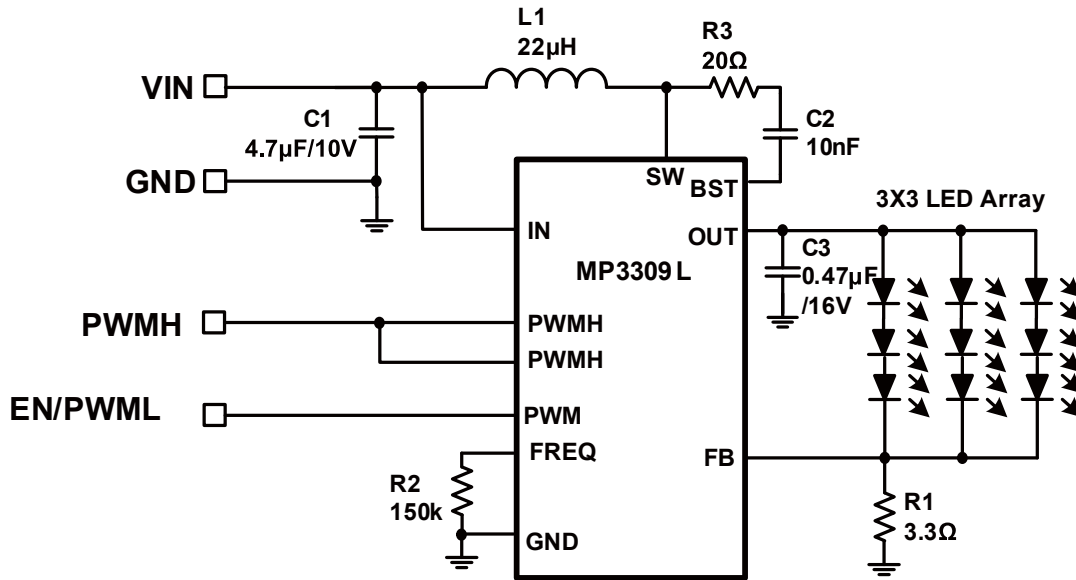 L1
22µH
R3
20Ω
VIN
C1
4.7µF/10V
C2
10nF
GND
SW
BST
3X3 LED Array
IN
OUT
MP3309 L
C3
0.47µF
/16V
PWMH
PWMH
PWMH
EN/PWML
PWM
FREQ
FB
R2
150k
R1
3.3Ω
GND